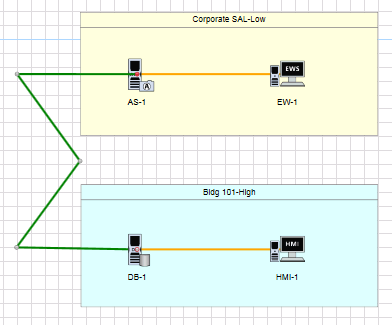 Corporate SAL-Low
EWS
A
AS-1
EW-1
Bldg 101-High
HMI
DB-1
HMI-1